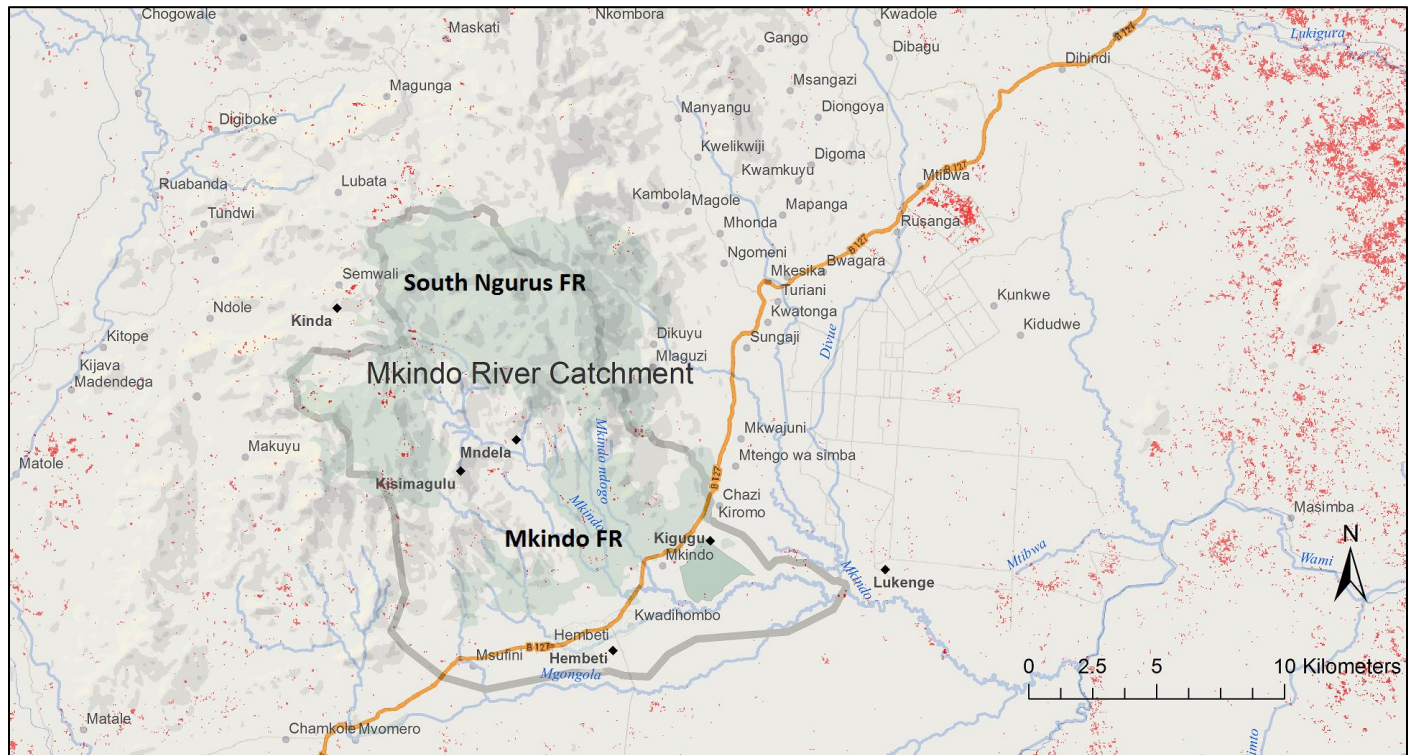 Chogowale
Nkombora
Kwadole
B 127
Maskati
Gango
Dibagu
Lukigura
Dihindi
Magunga
Msangazi
Digiboke
Manyangu
Diongoya
Kwelikwiji
Digoma
B 127
Kwamkuyu
Mtibwa
Ruabanda
Lubata
Kambola
Magole
Mapanga
Tundwi
Mhonda
Rusanga
B 127
Ngomeni
Bwagara
Semwali
South Ngurus FR
Mkesika
Turiani
Kunkwe
Ndole
Kinda
Kwatonga
Kidudwe
Kitope
Dikuyu
Sungaji
Divue
Mlaguzi
Kijava
Mkindo River Catchment
Madendega
Mkwajuni
Makuyu
Mndela
Mkindo ndogo
Matole
Mtengo wa simba
B 127
Kisimagulu
Chazi
Mkindo
Kiromo
Masimba
Mkindo FR
Kigugu
N
Mkindo
Mtibwa
Wami
Mkindo
Lukenge
Kwadihombo
Hembeti
B 127
Msufini
Hembeti
Mgongola
0 2.5 5 10 Kilometers
Matale
Chamkole
Mvomero
imto